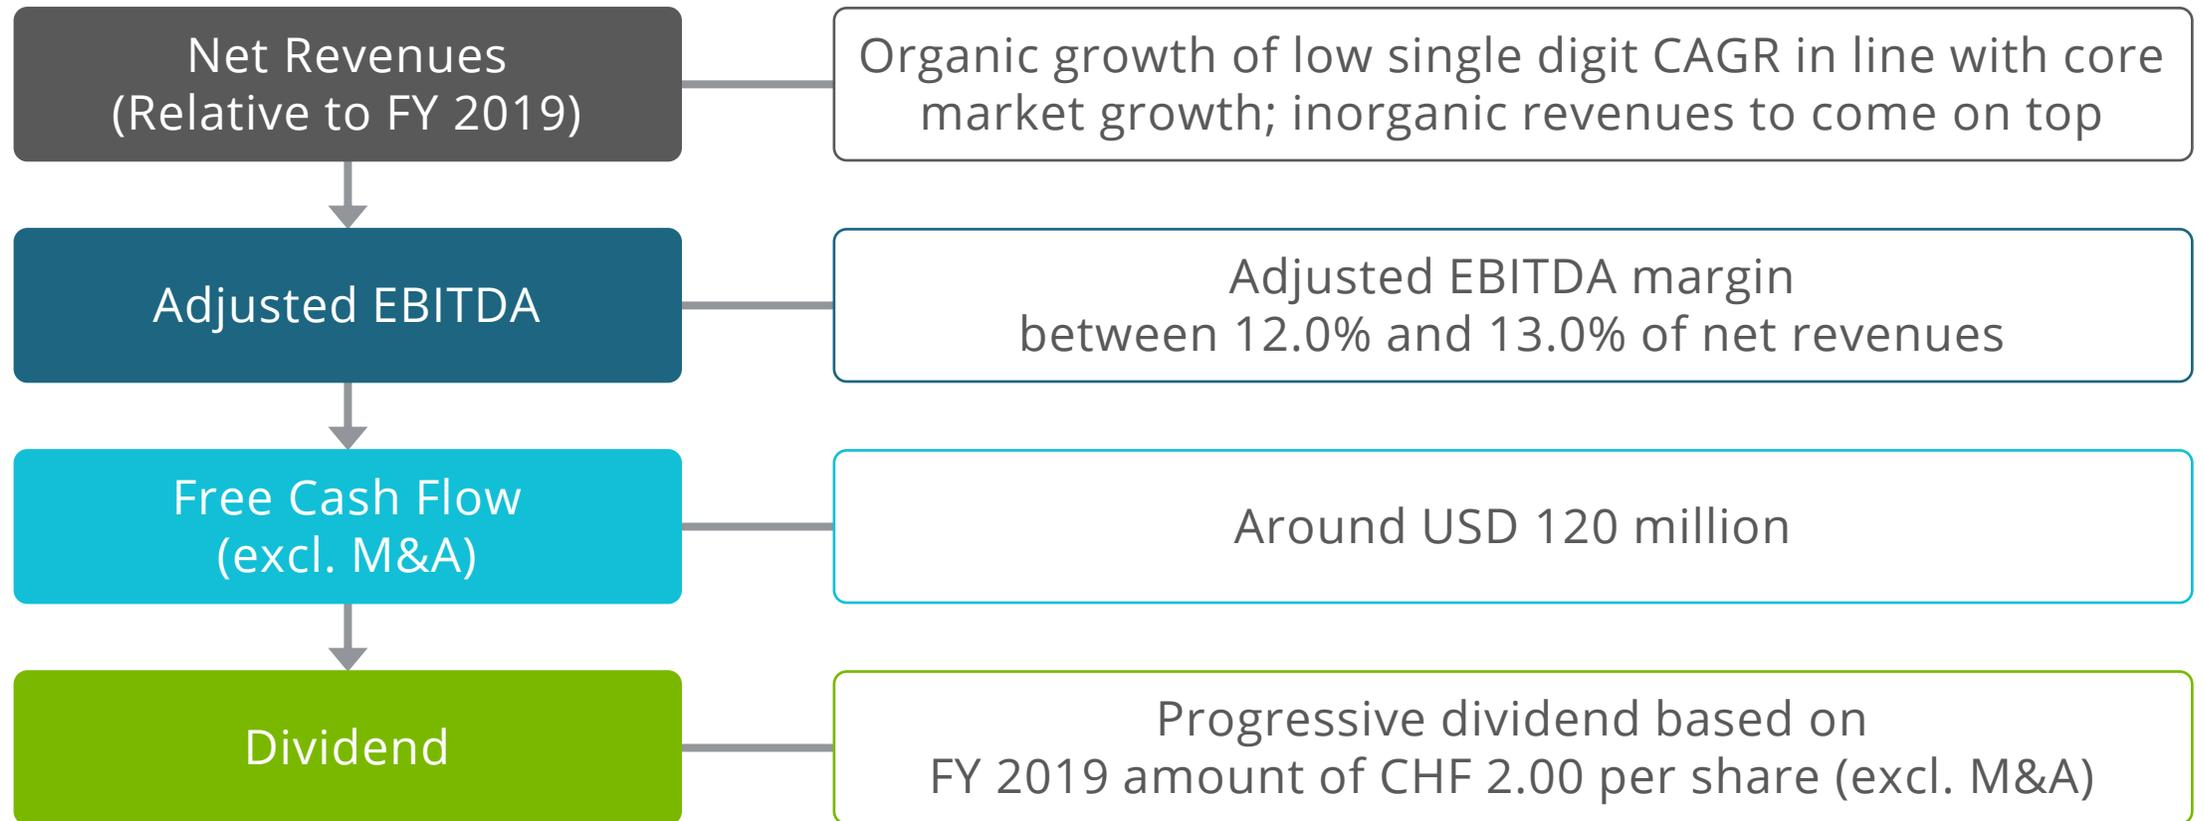 Net Revenues
(Relative to FY 2019)
Organic growth of low single digit CAGR in line with core
market growth; inorganic revenues to come on top
Adjusted EBITDA
Adjusted EBITDA margin
between 12.0% and 13.0% of net revenues
Free Cash Flow
(excl. M&A)
Around USD 120 million
Dividend
Progressive dividend based on
FY 2019 amount of CHF 2.00 per share (excl. M&A)